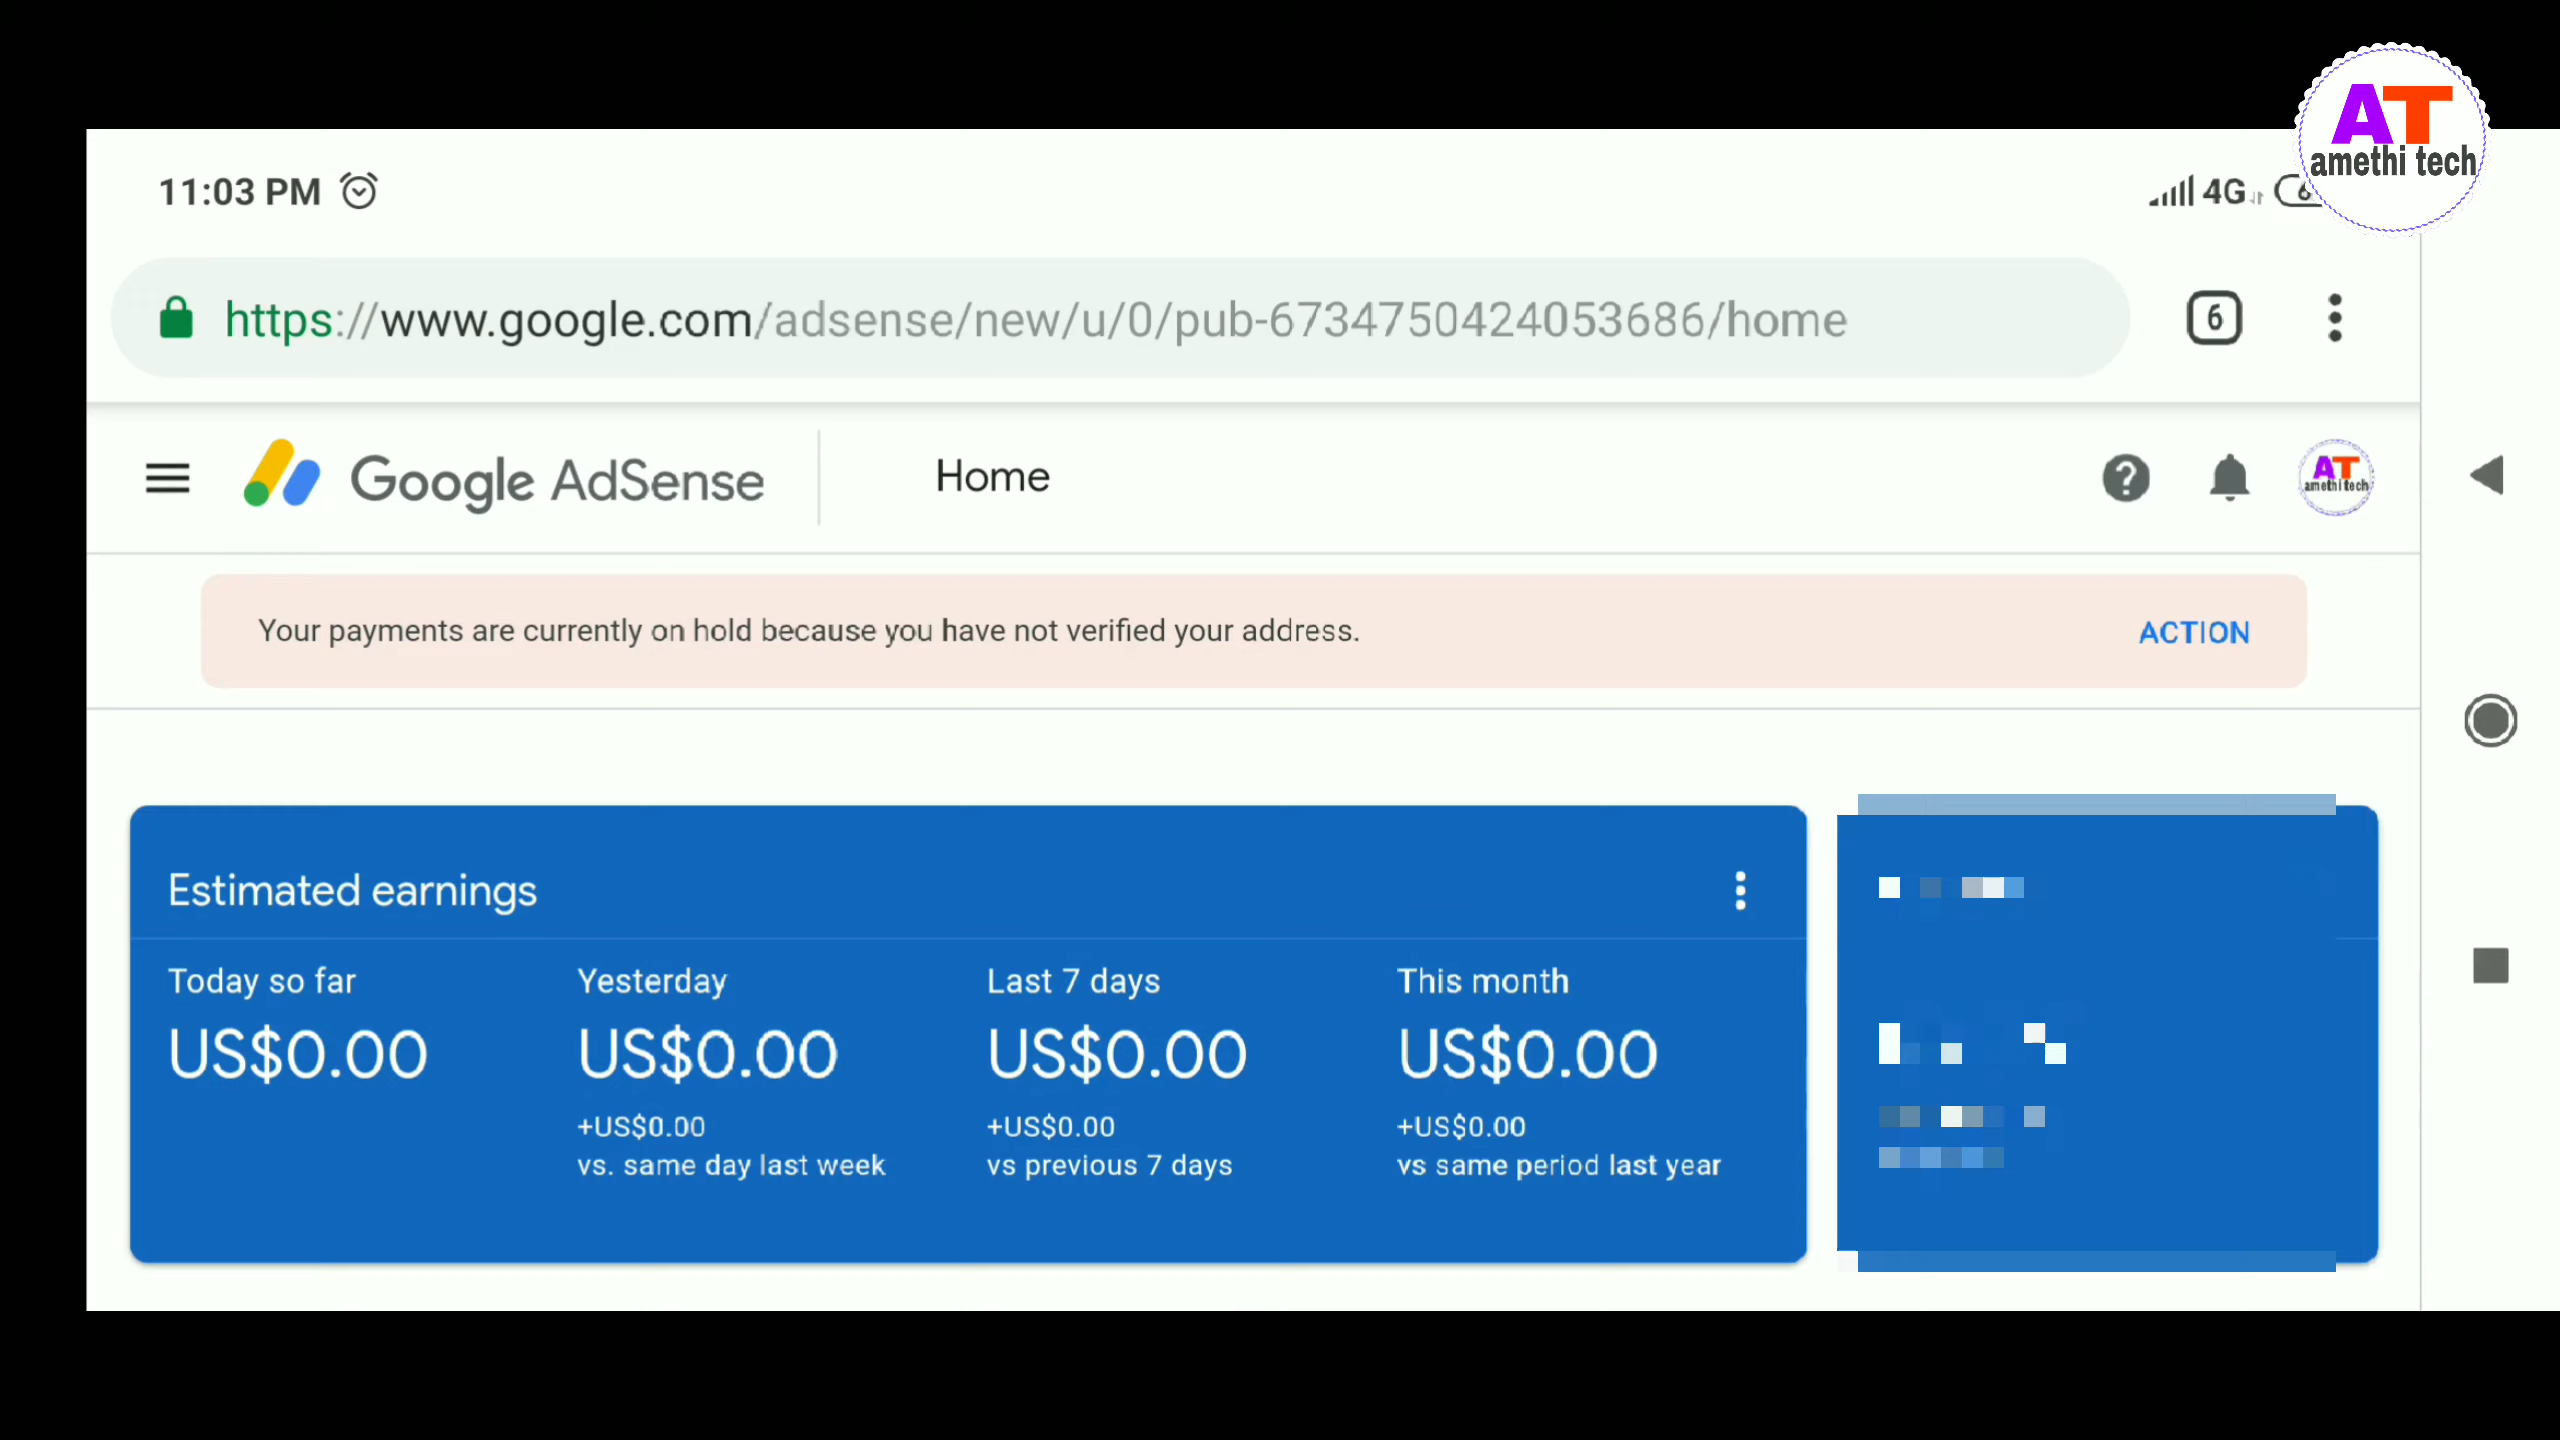 AT
amethi tech
11:03 PM
4G
https://www.google.com/adsense/new/u/0/pub-6734750424053686/home
6
Google AdSense
Home
AT
amethi tech
Your payments are currently on hold because you have not verified your address.
ACTION
Estimated earnings
Today so far
US$0.00
Yesterday
US$0.00
+US$0.00
vs. same day last week
Last 7 days
US$0.00
+US$0.00
vs previous 7 days
This month
US$0.00
+US$0.00
vs same period last year